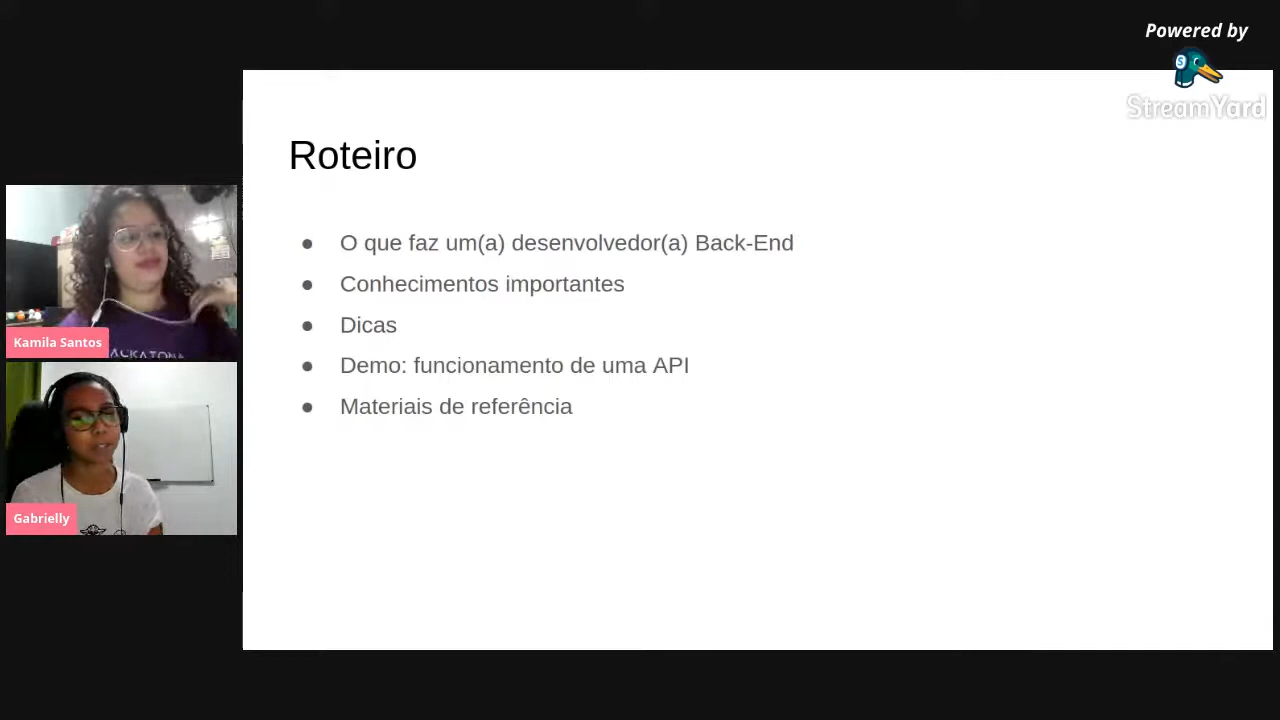 Powered by
StreamYard
Roteiro
● O que faz um(a) desenvolvedor(a) Back-End
● Conhecimentos importantes
● Dicas
● Demo: funcionamento de uma API
● Materiais de referência
Kamila Santos
Gabrielly